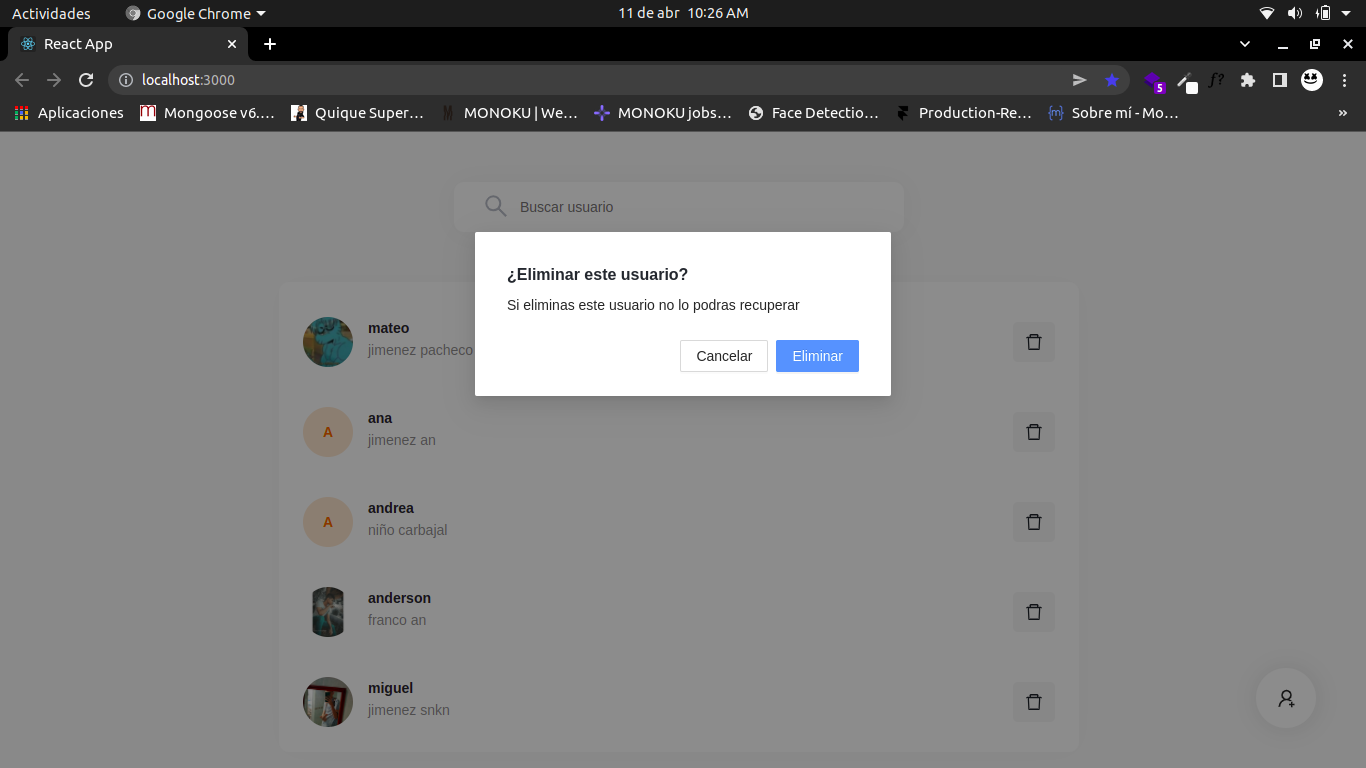 Actividades
Google Chrome
11 de abr 10:26 AM
React App
localhost:3000
5
f?
Aplicaciones
Mongoose v6....
Quique Super...
MONOKU | We...
MONOKU jobs...
Face Detectio...
Production-Re...
Sobre mí - Mo...
»
Buscar usuario
¿Eliminar este usuario?
Si eliminas este usuario no lo podras recuperar
Cancelar
Eliminar
mateo
jimenez pacheco
A
ana
jimenez an
A
andrea
niño carbajal
anderson
franco an
miguel
jimenez snkn